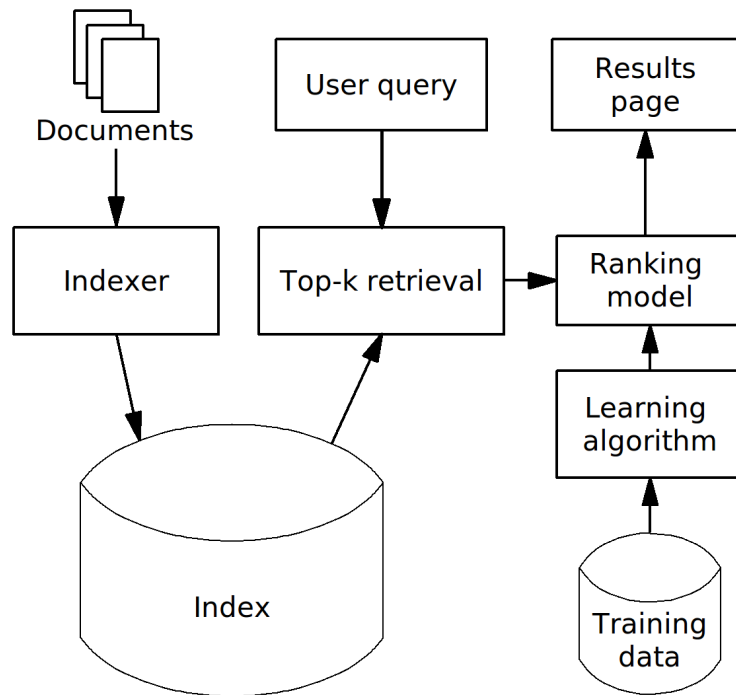 Documents
User query
Results
page
Indexer
Top-k retrieval
Ranking
model
Learning
algorithm
Index
Training
data